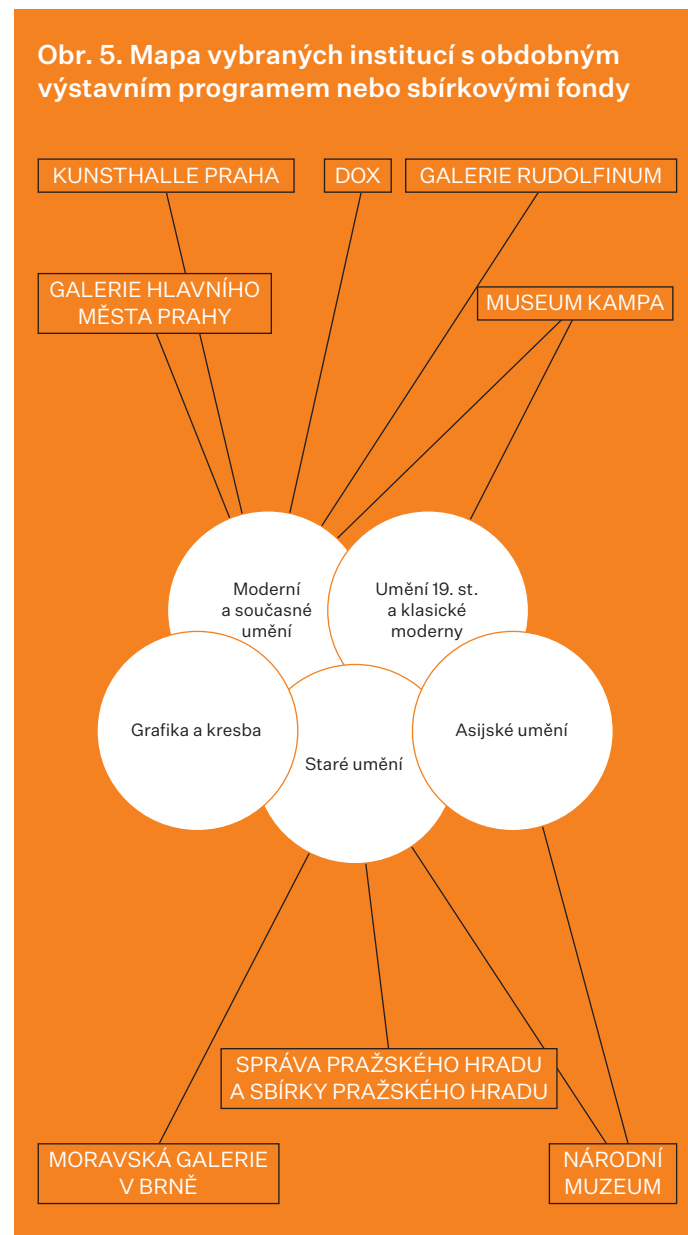 Obr. 5. Mapa vybraných institucí s obdobným
výstavním programem nebo sbírkovými fondy
KUNSTHALLE PRAHA
DOX
GALERIE RUDOLFINUM
GALERIE HLAVNÍHO
MĚSTA PRAHY
MUSEUM KAMPA
Moderní
a současné
umění
Umění 19. st.
a klasické
moderny
Grafika a kresba
Staré umění
Asijské umění
SPRÁVA PRAŽSKÉHO HRADU
A SBÍRKY PRAŽSKÉHO HRADU
MORAVSKÁ GALERIE
V BRNĚ
NÁRODNÍ
MUZEUM